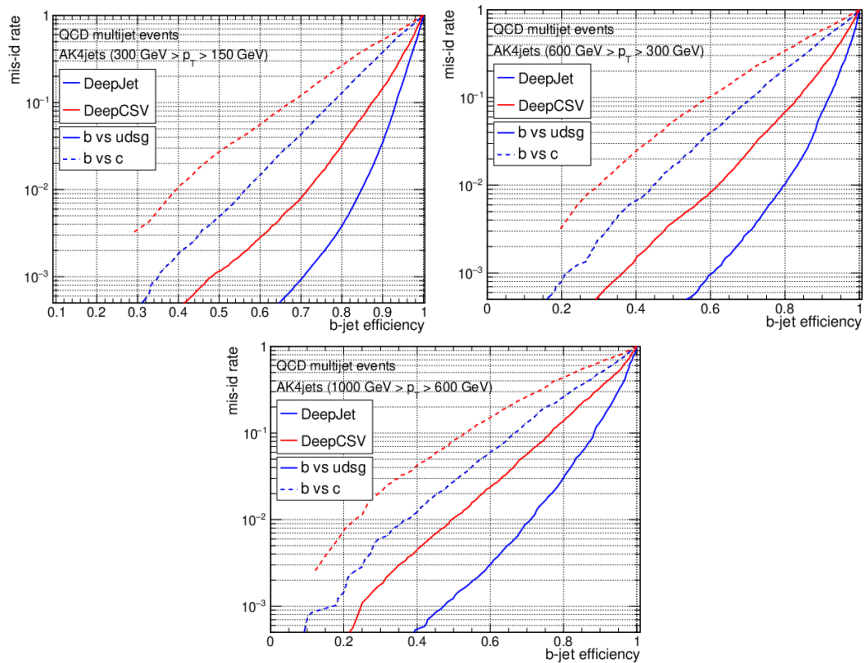 mis-id rate
1
QCD multijet events
AK4jets (300 GeV > p_T > 150 GeV)
DeepJet
10^−1
DeepCSV
b vs udsg
b vs c
10^−2
10^−3
0.1 0.2 0.3 0.4 0.5 0.6 0.7 0.8 0.9 1
b-jet efficiency
mis-id rate
1
QCD multijet events
AK4jets (600 GeV > p_T > 300 GeV)
DeepJet
10^−1
DeepCSV
b vs udsg
b vs c
10^−2
10^−3
0 0.2 0.4 0.6 0.8 1
b-jet efficiency
mis-id rate
1
QCD multijet events
AK4jets (1000 GeV > p_T > 600 GeV)
DeepJet
10^−1
DeepCSV
b vs udsg
b vs c
10^−2
10^−3
0 0.2 0.4 0.6 0.8 1
b-jet efficiency